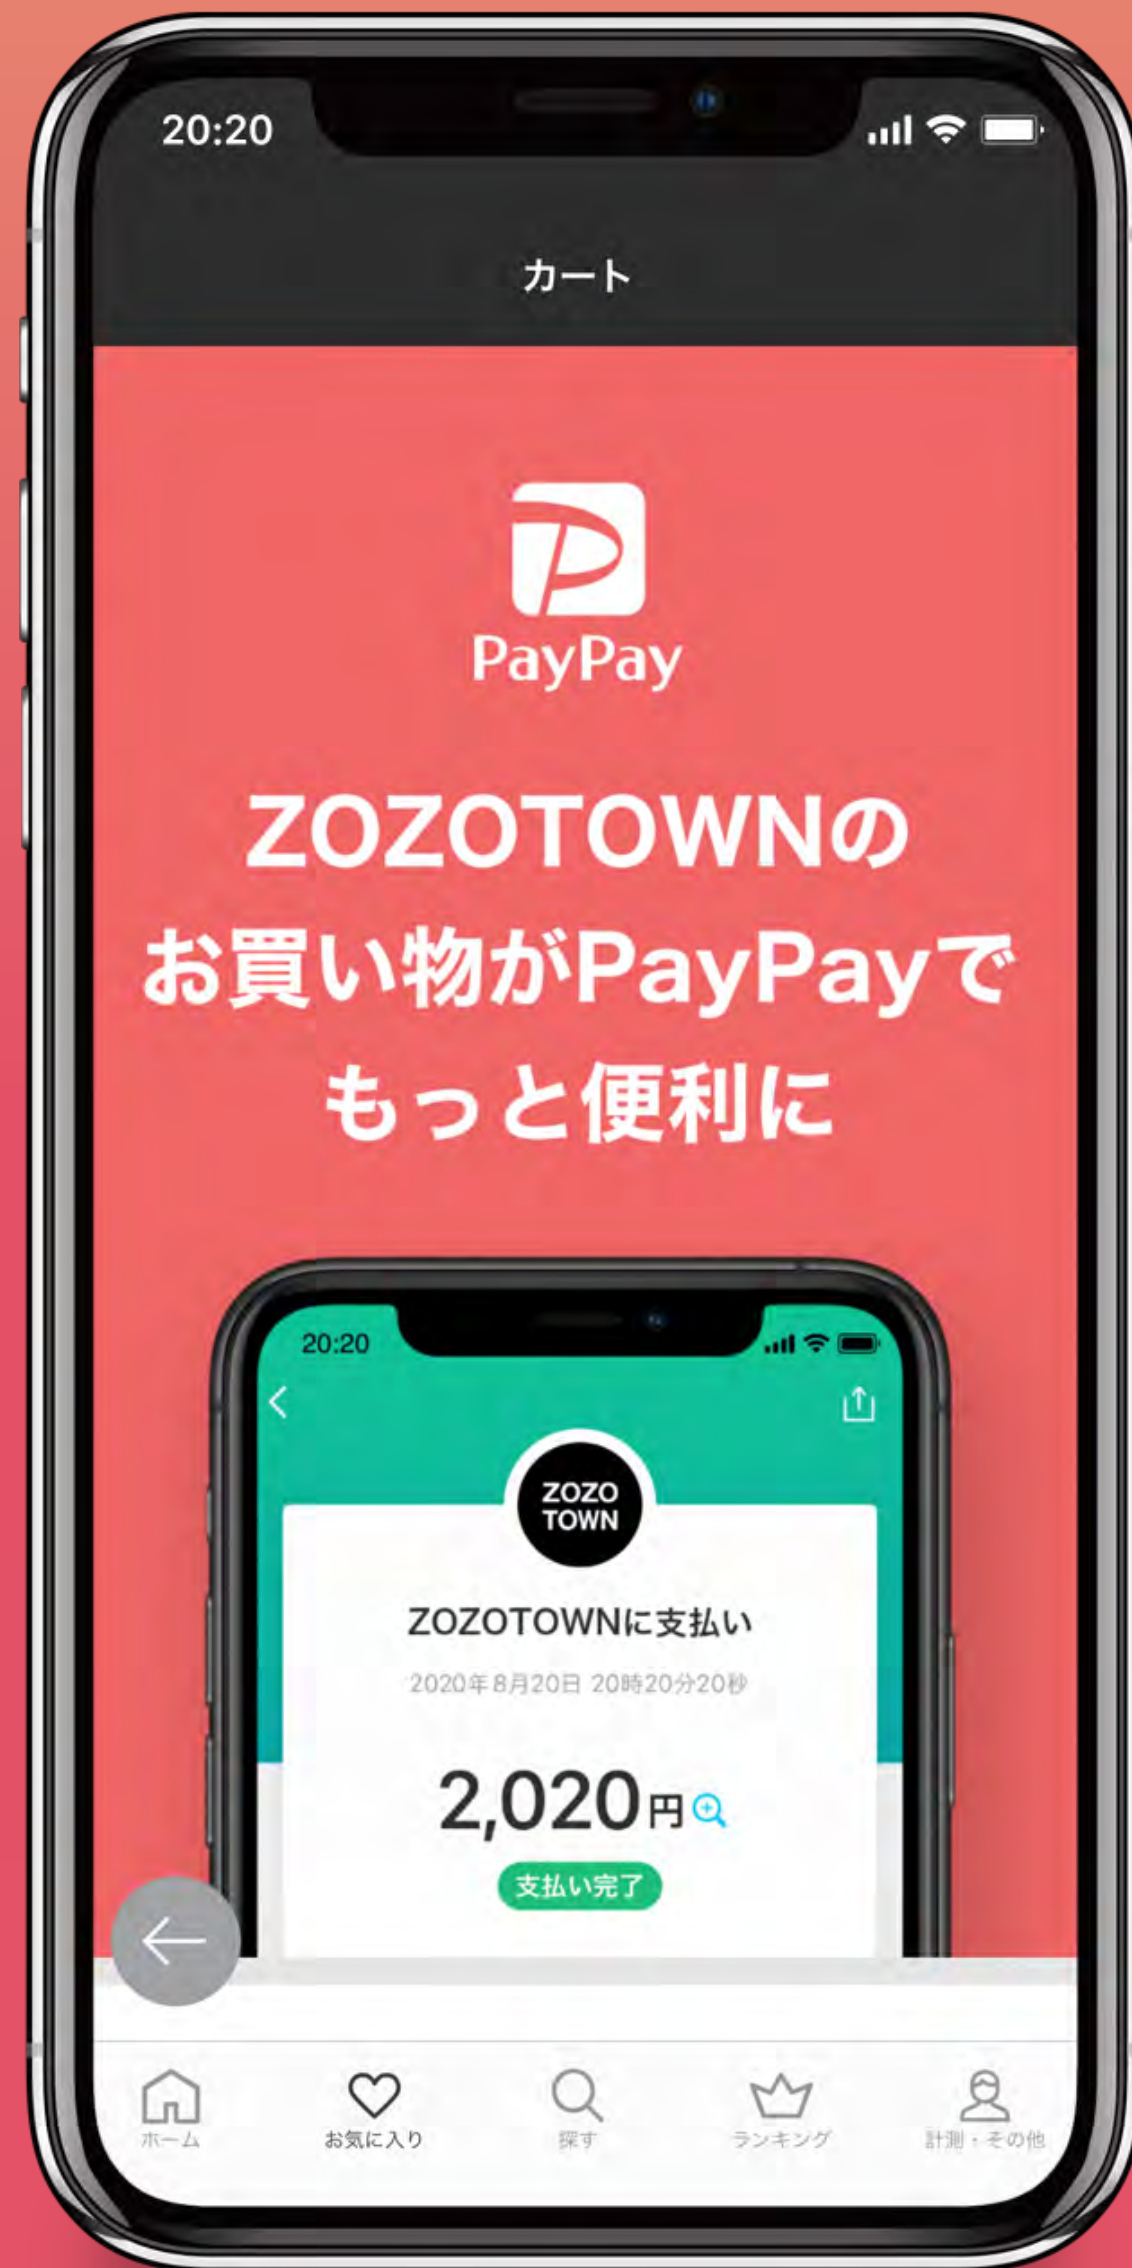 20:20
カート
PayPay
ZOZOTOWNの
お買い物がPayPayで
もっと便利に
20:20
ZOZO
TOWN
ZOZOTOWNに支払い
2020年8月20日 20時20分20秒
2,020円
支払い完了
ホーム
お気に入り
探す
ランキング
計測・その他